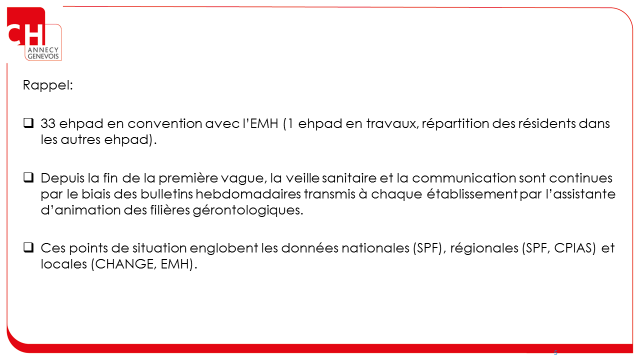 CH
ANNECY
GENEVOIS
Rappel:
❑ 33 ehpad en convention avec l’EMH (1 ehpad en travaux, répartition des résidents dans
les autres ehpad).
❑ Depuis la fin de la première vague, la veille sanitaire et la communication sont continues
par le biais des bulletins hebdomadaires transmis à chaque établissement par l’assistante
d’animation des filières gérontologiques.
❑ Ces points de situation englobent les données nationales (SPF), régionales (SPF, CPIAS) et
locales (CHANGE, EMH).